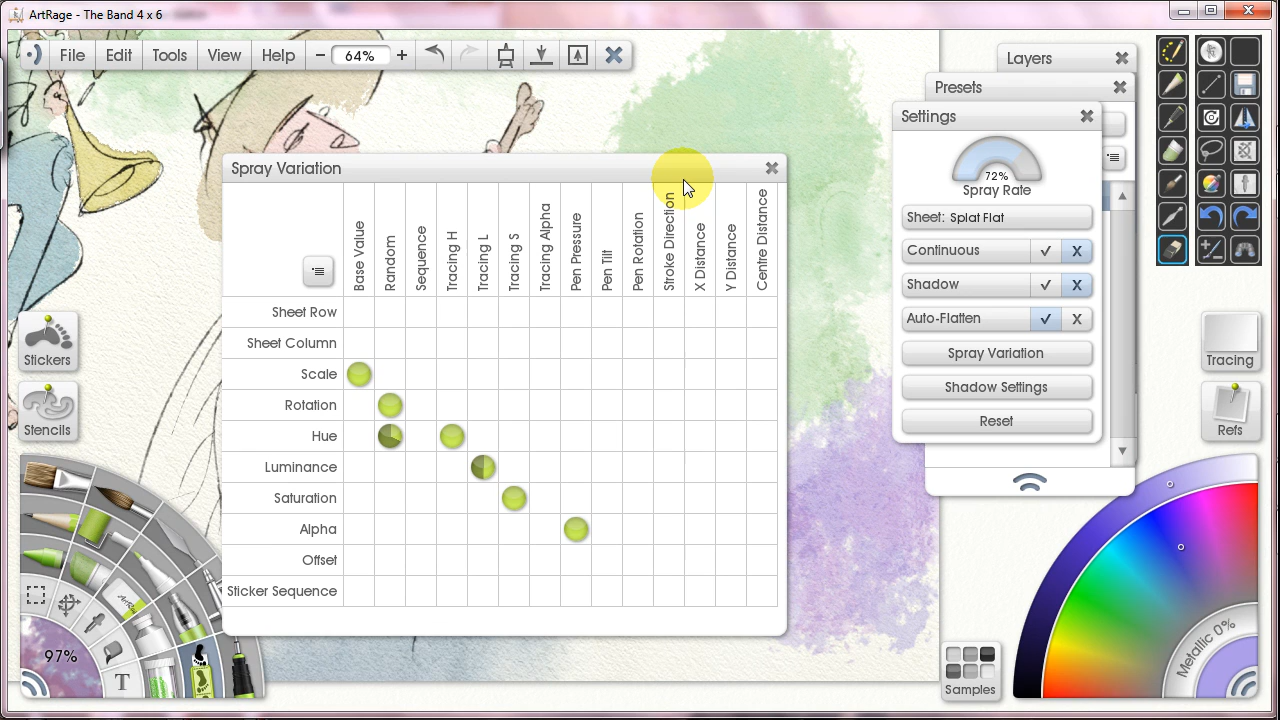 ArtRage - The Band 4 x 6
File Edit Tools View Help − 64% +
Layers
Presets
Settings
72%
Spray Rate
Sheet: Splat Flat
Continuous
Shadow
Auto-Flatten
Spray Variation
Shadow Settings
Reset
Spray Variation
Base Value
Random
Sequence
Tracing H
Tracing L
Tracing S
Tracing Alpha
Pen Pressure
Pen Tilt
Pen Rotation
Stroke Direction
X Distance
Y Distance
Centre Distance
Sheet Row
Sheet Column
Scale
Rotation
Hue
Luminance
Saturation
Alpha
Offset
Sticker Sequence
Stickers
Stencils
Tracing
Refs
97%
T
Samples
Metallic 0%